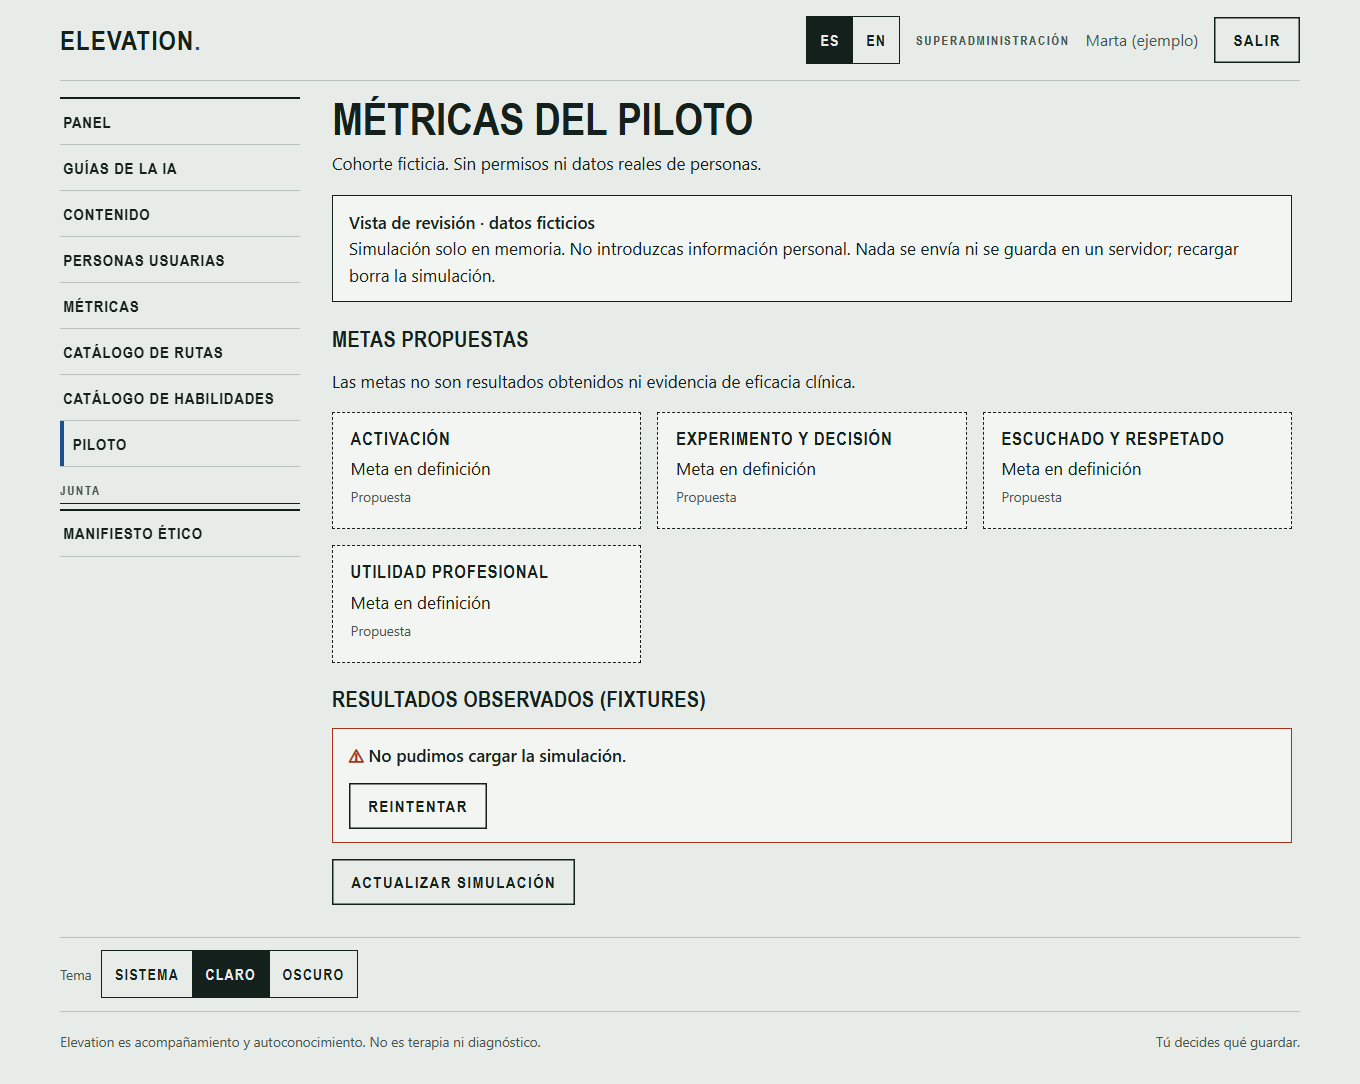 ELEVATION.
ES EN SUPERADMINISTRACIÓN Marta (ejemplo) SALIR
PANEL
GUÍAS DE LA IA
CONTENIDO
PERSONAS USUARIAS
MÉTRICAS
CATÁLOGO DE RUTAS
CATÁLOGO DE HABILIDADES
PILOTO
JUNTA
MANIFIESTO ÉTICO
MÉTRICAS DEL PILOTO
Cohorte ficticia. Sin permisos ni datos reales de personas.
Vista de revisión · datos ficticios
Simulación solo en memoria. No introduzcas información personal. Nada se envía ni se guarda en un servidor; recargar
borra la simulación.
METAS PROPUESTAS
Las metas no son resultados obtenidos ni evidencia de eficacia clínica.
ACTIVACIÓN
Meta en definición
Propuesta
EXPERIMENTO Y DECISIÓN
Meta en definición
Propuesta
ESCUCHADO Y RESPETADO
Meta en definición
Propuesta
UTILIDAD PROFESIONAL
Meta en definición
Propuesta
RESULTADOS OBSERVADOS (FIXTURES)
⚠ No pudimos cargar la simulación.
REINTENTAR
ACTUALIZAR SIMULACIÓN
Tema SISTEMA CLARO OSCURO
Elevation es acompañamiento y autoconocimiento. No es terapia ni diagnóstico.
Tú decides qué guardar.